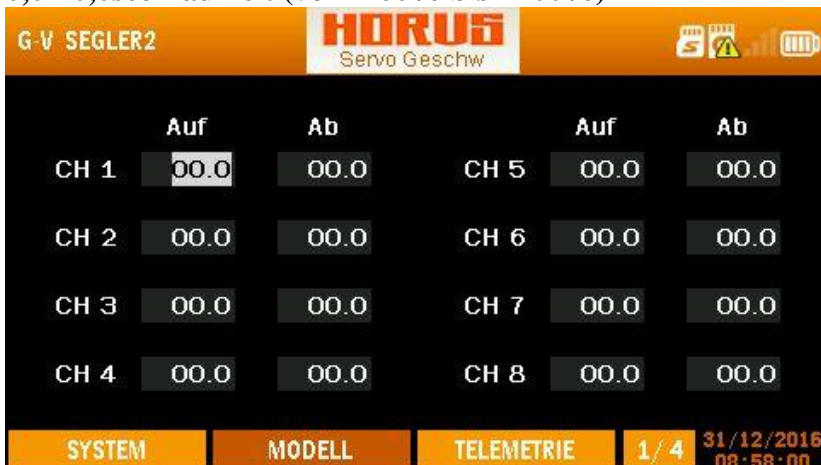 G-V SEGLER2
HORUS
Servo Geschw
Auf Ab Auf Ab
CH 1 00.0 00.0 CH 5 00.0 00.0
CH 2 00.0 00.0 CH 6 00.0 00.0
CH 3 00.0 00.0 CH 7 00.0 00.0
CH 4 00.0 00.0 CH 8 00.0 00.0
SYSTEM MODELL TELEMETRIE 1/4 31/12/2016
08:58:00